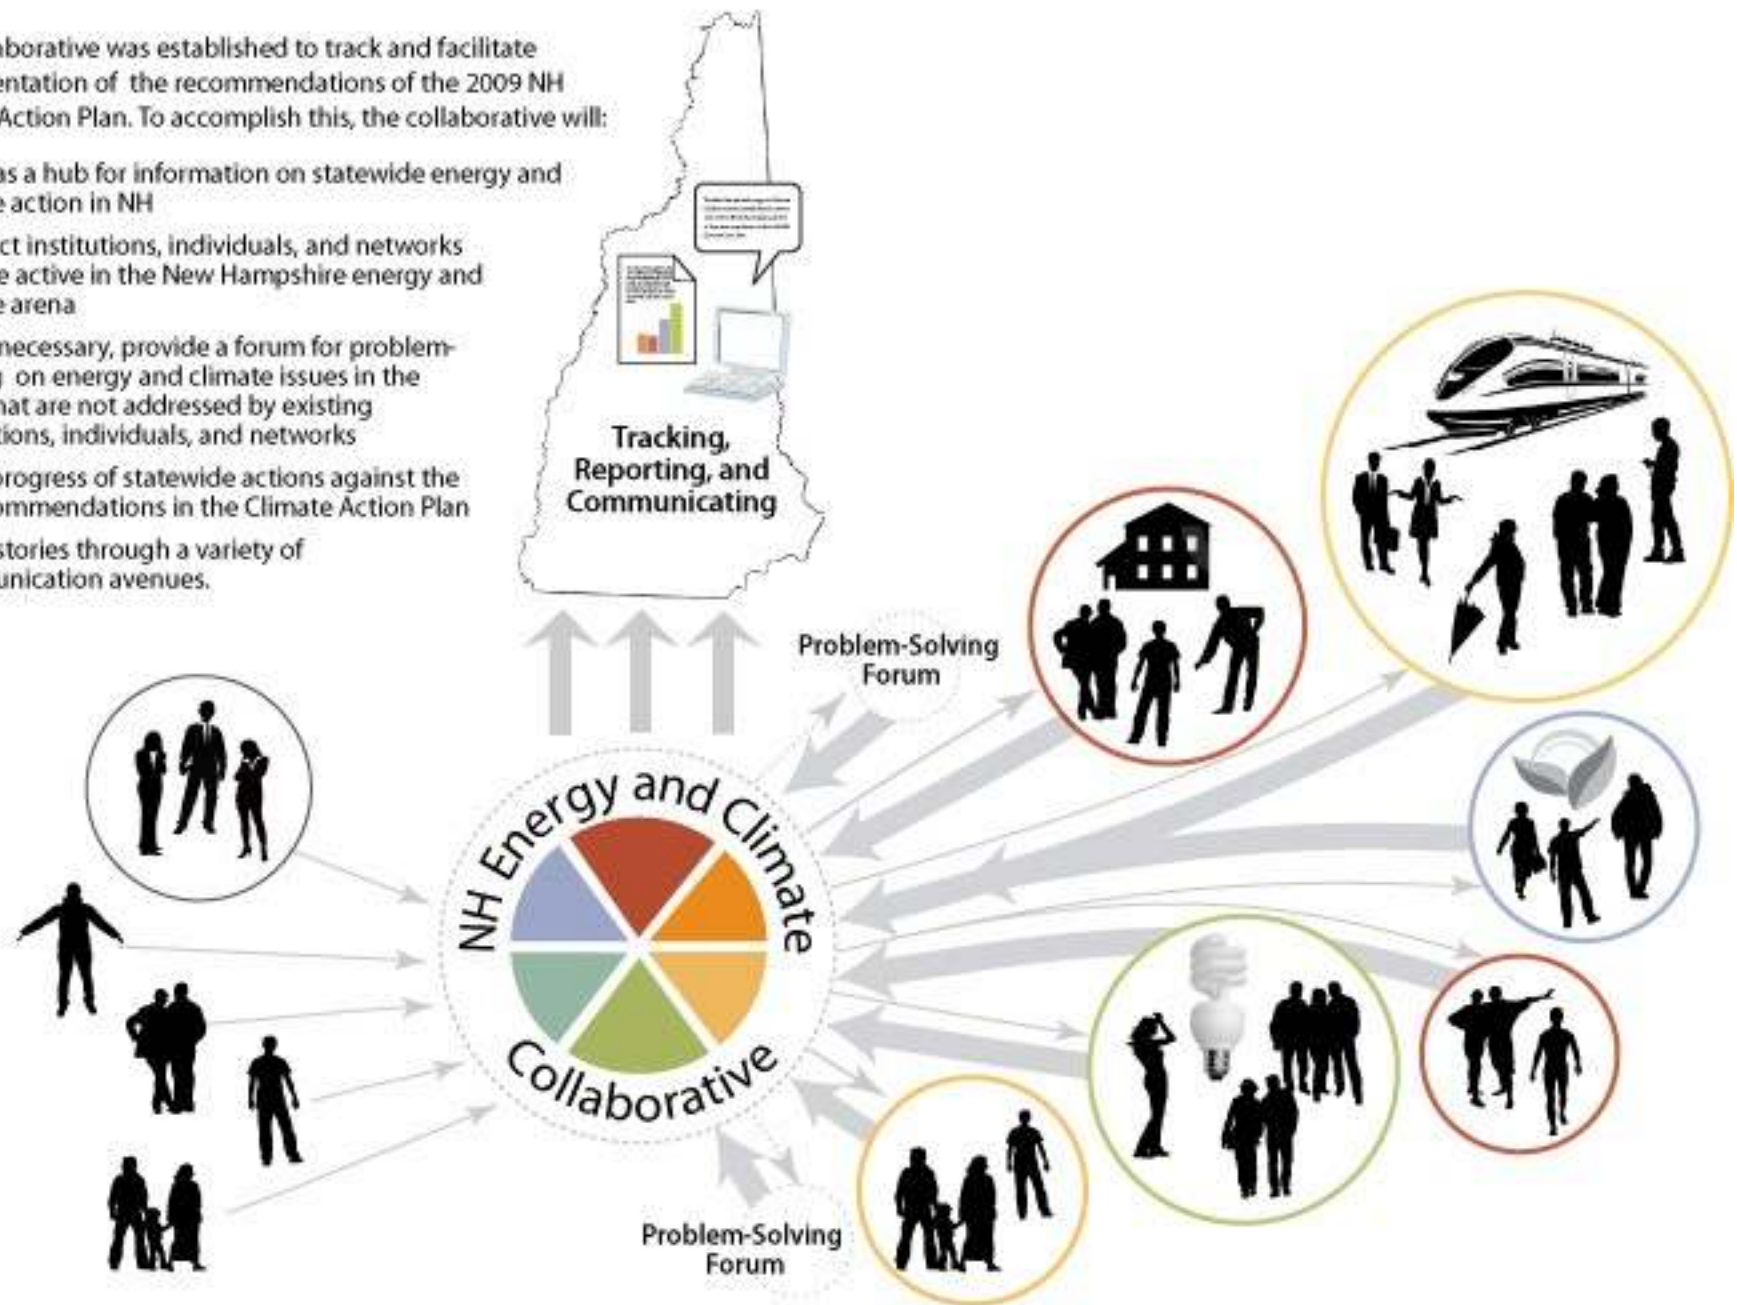 aborative was established to track and facilitate
entation of the recommendations of the 2009 NH
Action Plan. To accomplish this, the collaborative will:
as a hub for information on statewide energy and
e action in NH
ct institutions, individuals, and networks
e active in the New Hampshire energy and
e arena
necessary, provide a forum for problem-
g on energy and climate issues in the
hat are not addressed by existing
tions, individuals, and networks
progress of statewide actions against the
ommendations in the Climate Action Plan
stories through a variety of
unication avenues.
Tracking,
Reporting, and
Communicating
Problem-Solving
Forum
NH Energy and Climate
Collaborative
Problem-Solving
Forum